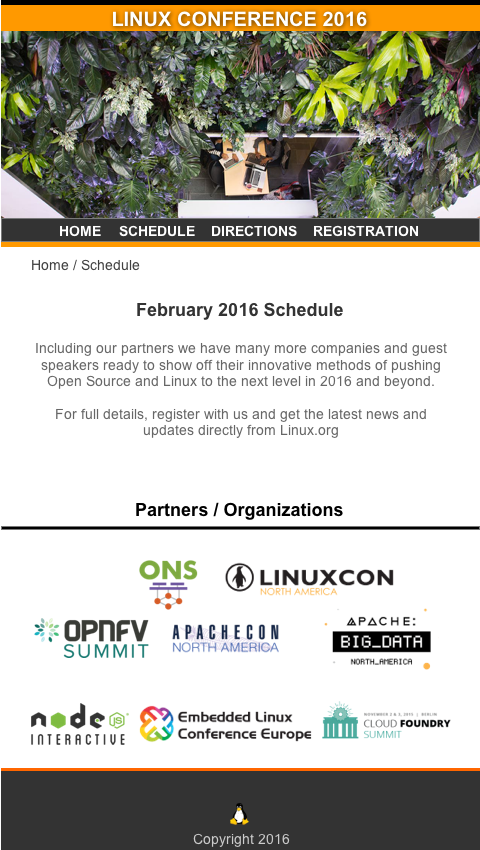 LINUX CONFERENCE 2016
HOME SCHEDULE DIRECTIONS REGISTRATION
Home / Schedule
February 2016 Schedule
Including our partners we have many more companies and guest
speakers ready to show off their innovative methods of pushing
Open Source and Linux to the next level in 2016 and beyond.
For full details, register with us and get the latest news and
updates directly from Linux.org
Partners / Organizations
ONS
LINUXCON
NORTH AMERICA
OPNFV
SUMMIT
APACHECON
NORTH AMERICA
APACHE:
BIG_DATA
NORTH_AMERICA
node JS
INTERACTIVE
Embedded Linux
Conference Europe
NOVEMBER 2 & 3, 2015 | BERLIN
CLOUD FOUNDRY
SUMMIT
Copyright 2016